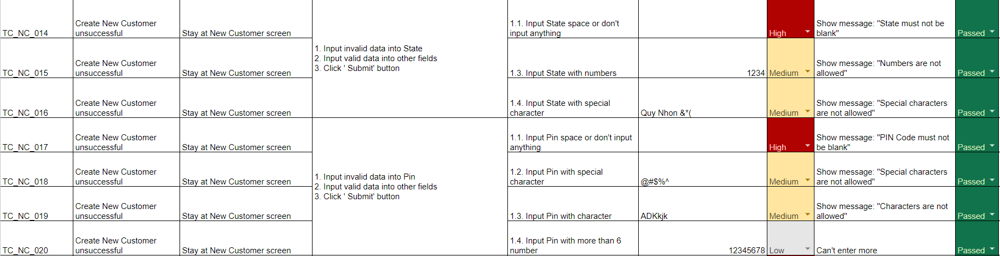 TC_NC_014
Create New Customer
unsuccessful
Stay at New Customer screen
1. Input invalid data into State
2. Input valid data into other fields
3. Click ' Submit' button
1.1. Input State space or don't
input anything
High
Show message: "State must not be
blank"
Passed
TC_NC_015
Create New Customer
unsuccessful
Stay at New Customer screen
1.3. Input State with numbers
1234
Medium
Show message: "Numbers are not
allowed"
Passed
TC_NC_016
Create New Customer
unsuccessful
Stay at New Customer screen
1.4. Input State with special
character
Quy Nhon &*(
Medium
Show message: "Special characters
are not allowed"
Passed
TC_NC_017
Create New Customer
unsuccessful
Stay at New Customer screen
1. Input invalid data into Pin
2. Input valid data into other fields
3. Click ' Submit' button
1.1. Input Pin space or don't input
anything
High
Show message: "PIN Code must not
be blank"
Passed
TC_NC_018
Create New Customer
unsuccessful
Stay at New Customer screen
1.2. Input Pin with special
character
@#$%^
Medium
Show message: "Special characters
are not allowed"
Passed
TC_NC_019
Create New Customer
unsuccessful
Stay at New Customer screen
1.3. Input Pin with character
ADKkjk
Medium
Show message: "Characters are not
allowed"
Passed
TC_NC_020
Create New Customer
unsuccessful
Stay at New Customer screen
1.4. Input Pin with more than 6
number
12345678
Low
Can't enter more
Passed